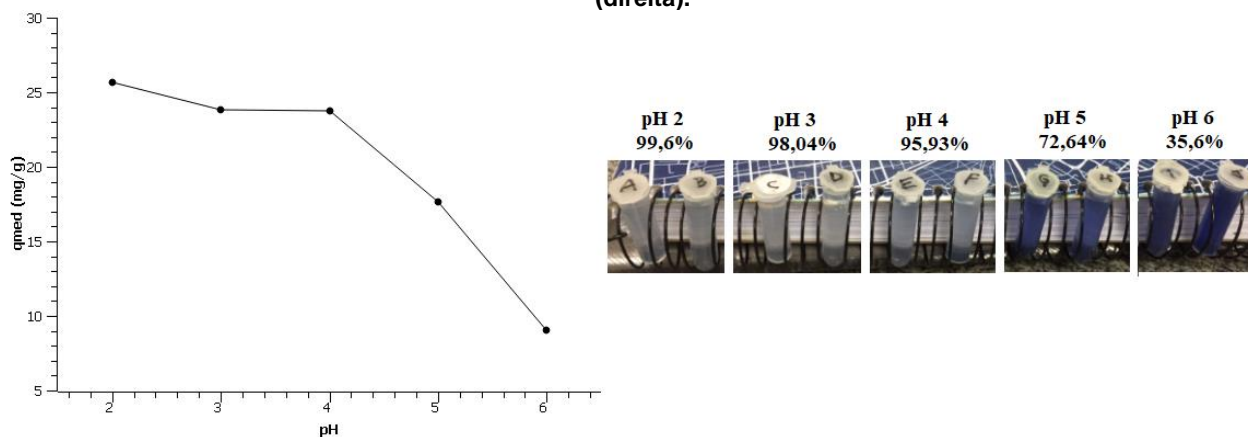 (direita).
30
25
20
15
10
5
qmed (mg/g)
2 3 4 5 6
pH
pH 2 pH 3 pH 4 pH 5 pH 6
99,6% 98,04% 95,93% 72,64% 35,6%
A B C D E F G H I